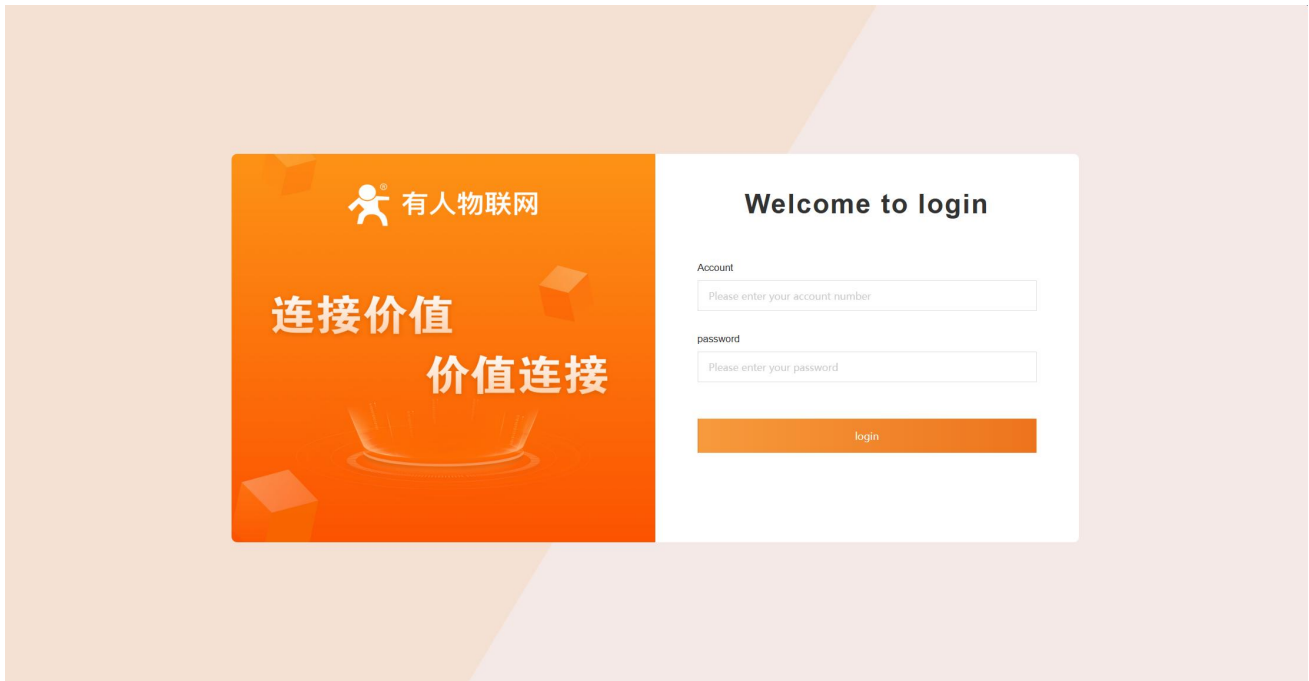 有人物联网®
连接价值
价值连接
Welcome to login
Account
Please enter your account number
password
Please enter your password
login